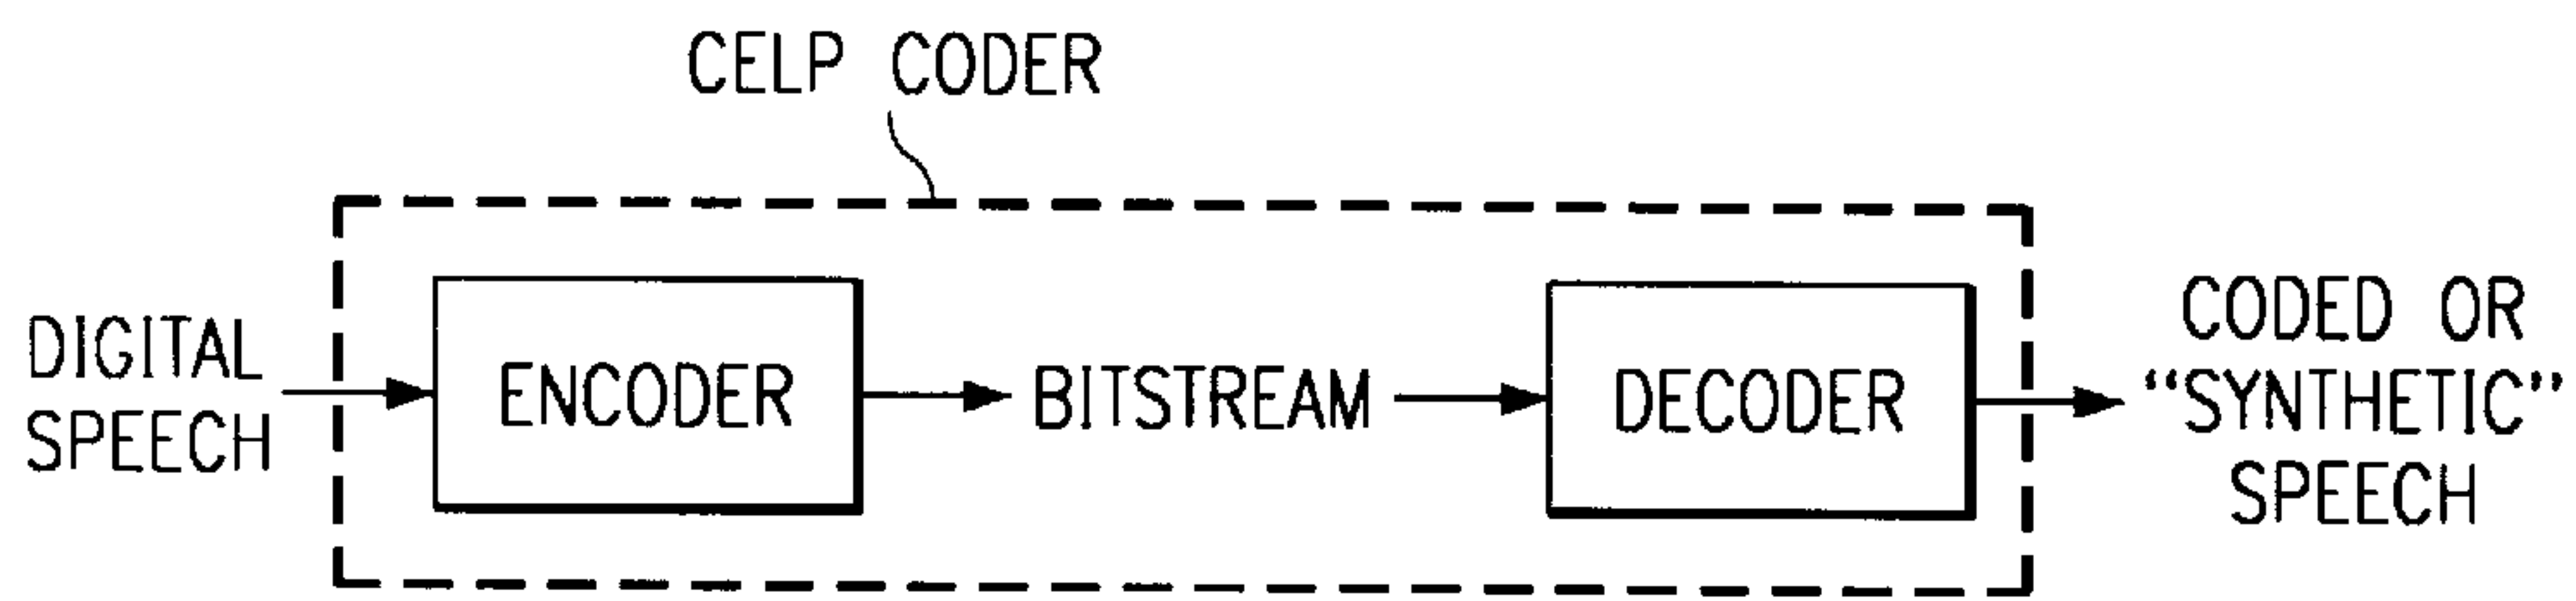 CELP CODER
DIGITAL
SPEECH
ENCODER
BITSTREAM
DECODER
CODED OR
“SYNTHETIC”
SPEECH